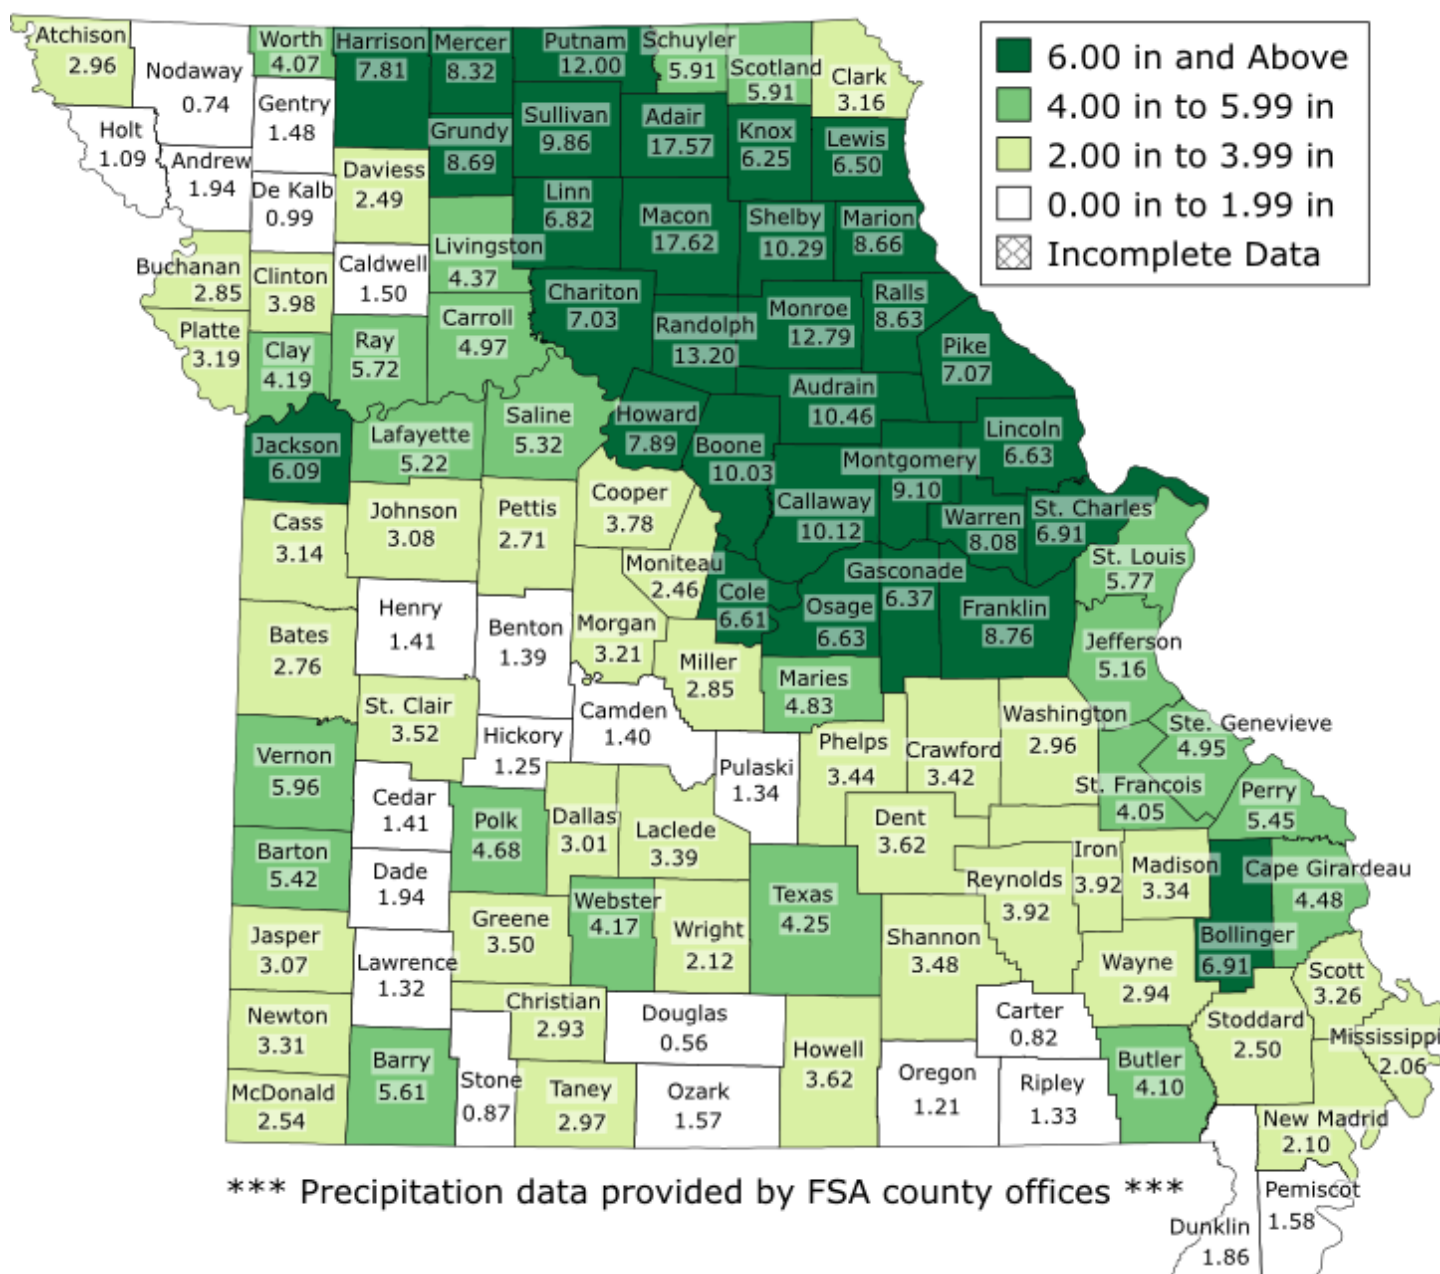 Atchison
2.96
Nodaway
0.74
Worth
4.07
Harrison
7.81
Mercer
8.32
Putnam
12.00
Schuyler
5.91
Scotland
5.91
Clark
3.16
6.00 in and Above
4.00 in to 5.99 in
2.00 in to 3.99 in
0.00 in to 1.99 in
Incomplete Data
Holt
1.09
Andrew
1.94
Gentry
1.48
De Kalb
0.99
Daviess
2.49
Grundy
8.69
Sullivan
9.86
Adair
17.57
Knox
6.25
Lewis
6.50
Buchanan
2.85
Clinton
3.98
Caldwell
1.50
Livingston
4.37
Linn
6.82
Macon
17.62
Shelby
10.29
Marion
8.66
Platte
3.19
Clay
4.19
Ray
5.72
Carroll
4.97
Chariton
7.03
Randolph
13.20
Monroe
12.79
Ralls
8.63
Pike
7.07
Jackson
6.09
Lafayette
5.22
Saline
5.32
Howard
7.89
Boone
10.03
Audrain
10.46
Montgomery
9.10
Lincoln
6.63
Cass
3.14
Johnson
3.08
Pettis
2.71
Cooper
3.78
Moniteau
2.46
Callaway
10.12
Warren
8.08
St. Charles
6.91
St. Louis
5.77
Bates
2.76
Henry
1.41
Benton
1.39
Morgan
3.21
Miller
2.85
Cole
6.61
Osage
6.63
Gasconade
6.37
Franklin
8.76
Jefferson
5.16
St. Clair
3.52
Hickory
1.25
Camden
1.40
Maries
4.83
Vernon
5.96
Cedar
1.41
Polk
4.68
Dallas
3.01
Laclede
3.39
Pulaski
1.34
Phelps
3.44
Crawford
3.42
Washington
2.96
Ste. Genevieve
4.95
St. Francois
4.05
Perry
5.45
Barton
5.42
Dade
1.94
Greene
3.50
Webster
4.17
Wright
2.12
Texas
4.25
Dent
3.62
Reynolds
3.92
Iron
3.92
Madison
3.34
Bollinger
6.91
Cape Girardeau
4.48
Jasper
3.07
Lawrence
1.32
Christian
2.93
Douglas
0.56
Shannon
3.48
Carter
0.82
Wayne
2.94
Stoddard
2.50
Scott
3.26
Mississippi
2.06
Newton
3.31
McDonald
2.54
Barry
5.61
Stone
0.87
Taney
2.97
Ozark
1.57
Howell
3.62
Oregon
1.21
Ripley
1.33
Butler
4.10
New Madrid
2.10
*** Precipitation data provided by FSA county offices ***
Pemiscot
1.58
Dunklin
1.86